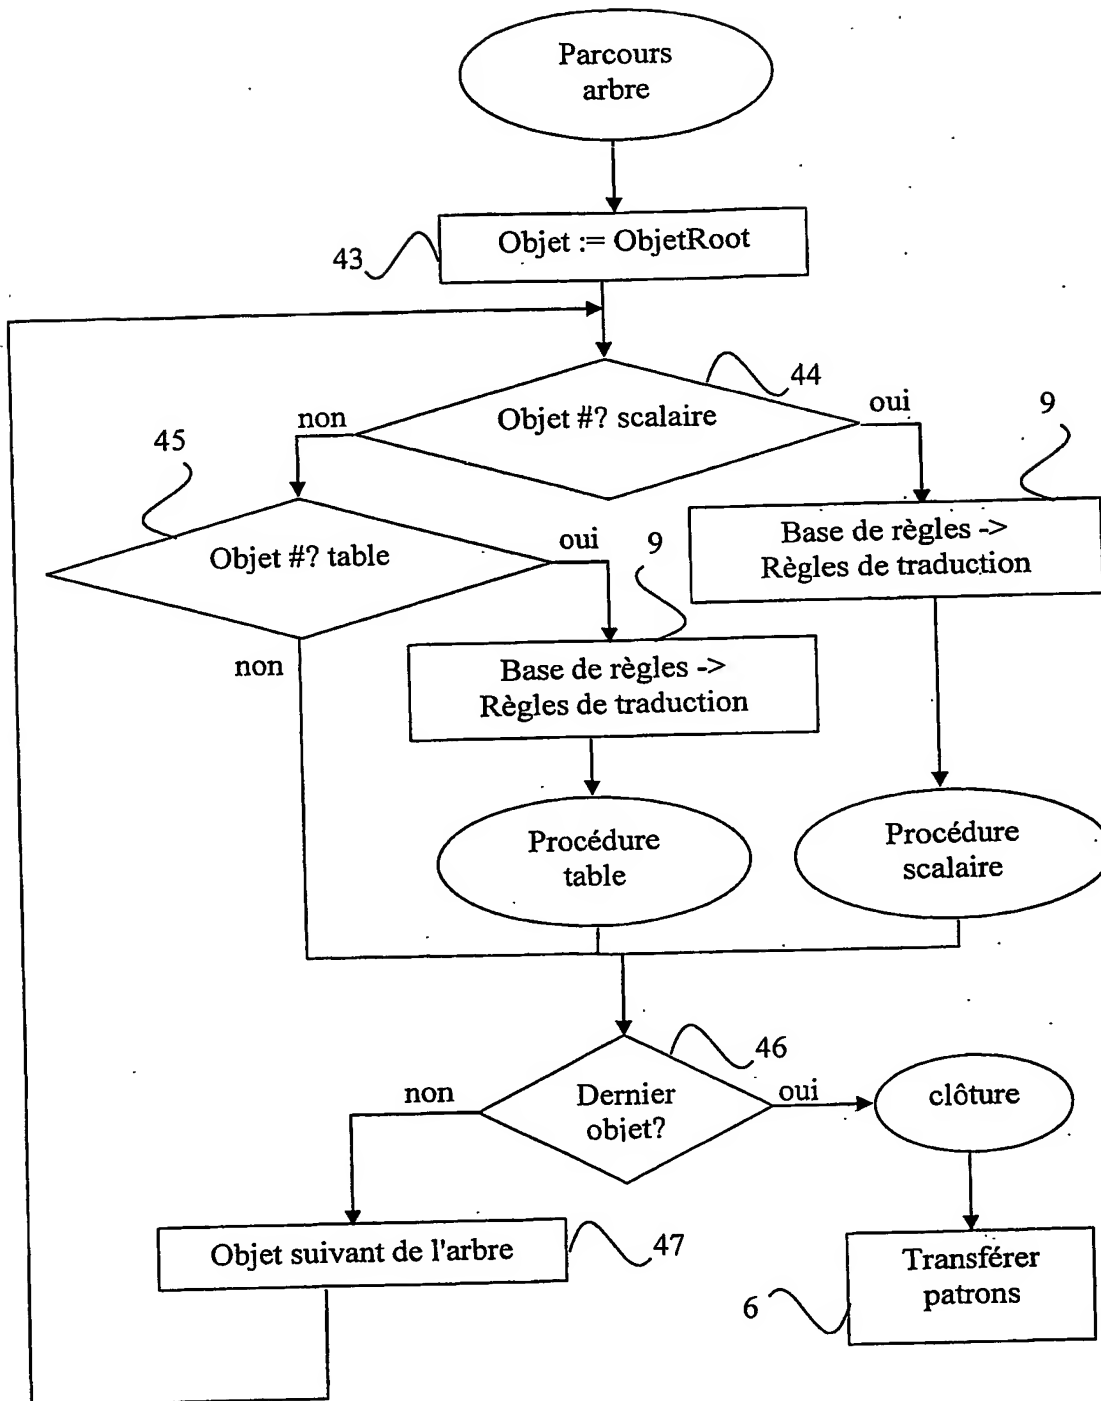 Parcours
arbre
Objet := ObjetRoot
43
44
Objet #? scalaire
non
oui
9
45
Base de règles ->
Règles de traduction
Objet #? table
oui
9
non
Base de règles ->
Règles de traduction
Procédure
table
Procédure
scalaire
46
non
Dernier
objet?
oui
clôture
Objet suivant de l'arbre
47
Transférer
patrons
6